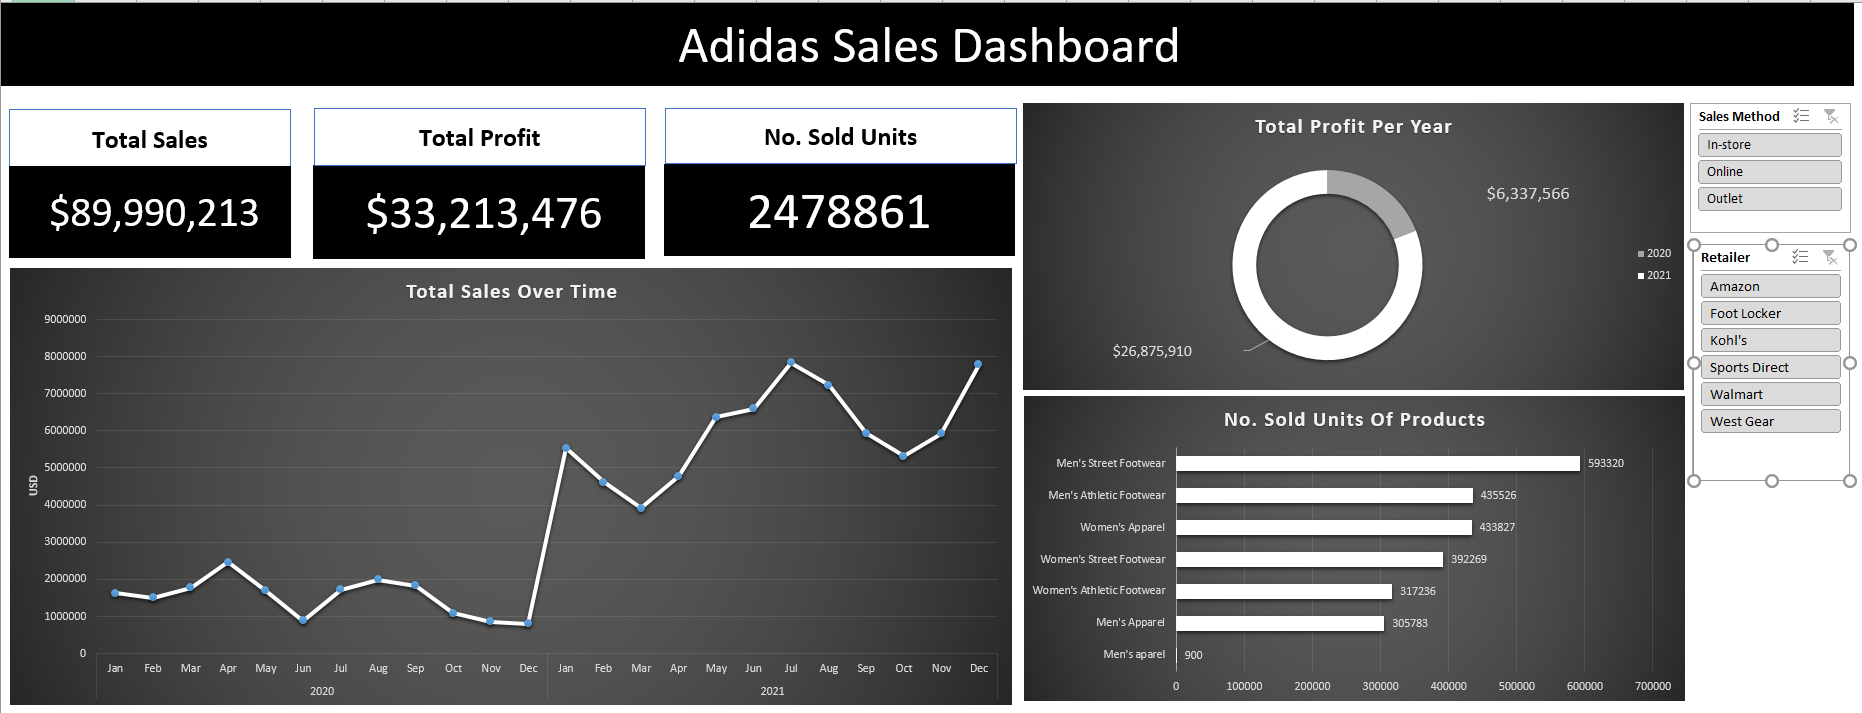 Adidas Sales Dashboard
Total Sales
$89,990,213
Total Profit
$33,213,476
No. Sold Units
2478861
Total Sales Over Time
9000000
8000000
7000000
6000000
5000000
4000000
3000000
2000000
1000000
0
USD
Jan Feb Mar Apr May Jun Jul Aug Sep Oct Nov Dec Jan Feb Mar Apr May Jun Jul Aug Sep Oct Nov Dec
2020 2021
Total Profit Per Year
$6,337,566
$26,875,910
2020
2021
No. Sold Units Of Products
Men's Street Footwear 593320
Men's Athletic Footwear 435526
Women's Apparel 433827
Women's Street Footwear 392269
Women's Athletic Footwear 317236
Men's Apparel 305783
Men's aparel 900
0 100000 200000 300000 400000 500000 600000 700000
Sales Method
In-store
Online
Outlet
Retailer
Amazon
Foot Locker
Kohl's
Sports Direct
Walmart
West Gear